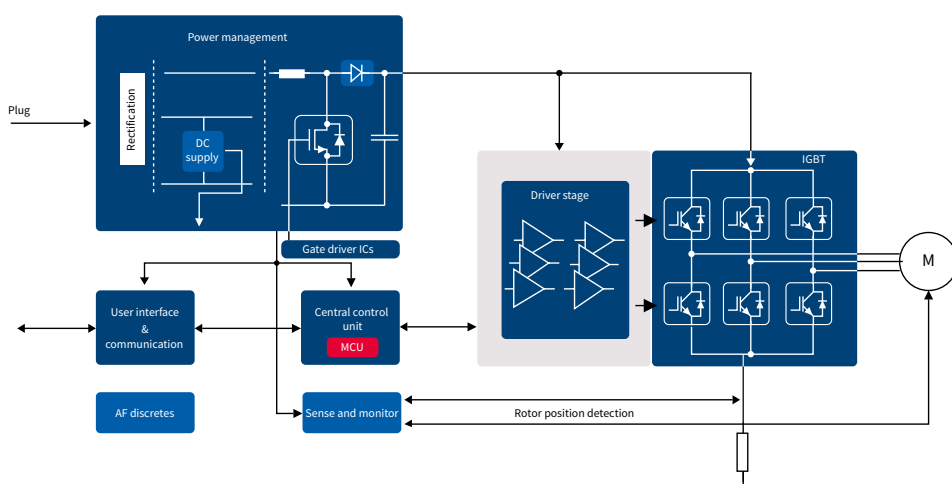 Power management
Plug
Rectification
DC
supply
IGBT
Driver stage
Gate driver ICs
M
User interface
&
communication
Central control
unit
MCU
AF discretes
Sense and monitor
Rotor position detection